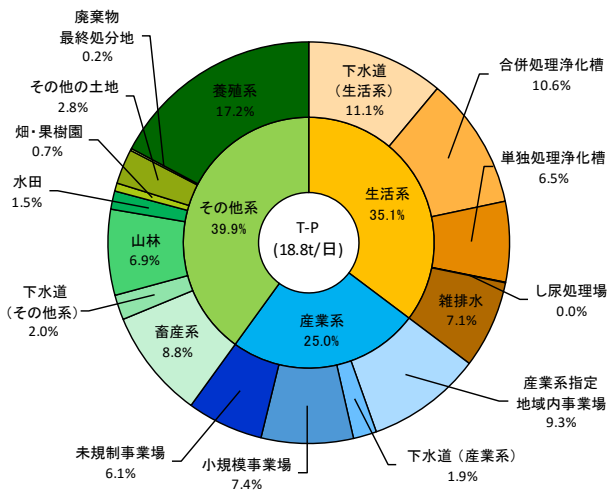 T-P
(18.8t/日)
生活系
35.1%
産業系
25.0%
その他系
39.9%
下水道
（生活系）
11.1%
合併処理浄化槽
10.6%
単独処理浄化槽
6.5%
し尿処理場
0.0%
雑排水
7.1%
産業系指定
地域内事業場
9.3%
下水道（産業系）
1.9%
小規模事業場
7.4%
未規制事業場
6.1%
畜産系
8.8%
下水道
（その他系）
2.0%
山林
6.9%
水田
1.5%
畑・果樹園
0.7%
その他の土地
2.8%
廃棄物
最終処分地
0.2%
養殖系
17.2%